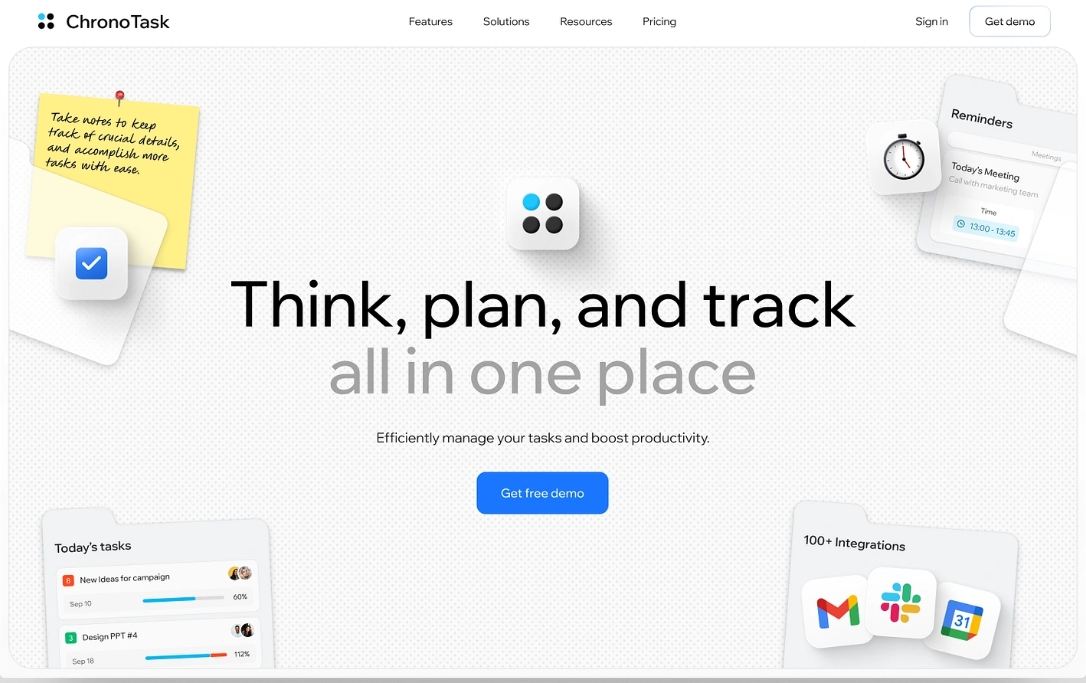 ChronoTask
Features
Solutions
Resources
Pricing
Sign in
Get demo
Take notes to keep
track of crucial details,
and accomplish more
tasks with ease.
Reminders
Meetings
Today's Meeting
Call with marketing team
Time
13:00 - 13:45
Think, plan, and track
all in one place
Efficiently manage your tasks and boost productivity.
Get free demo
Today's tasks
New Ideas for campaign
Sep 10
60%
3
Design PPT #4
Sep 18
112%
100+ Integrations
31